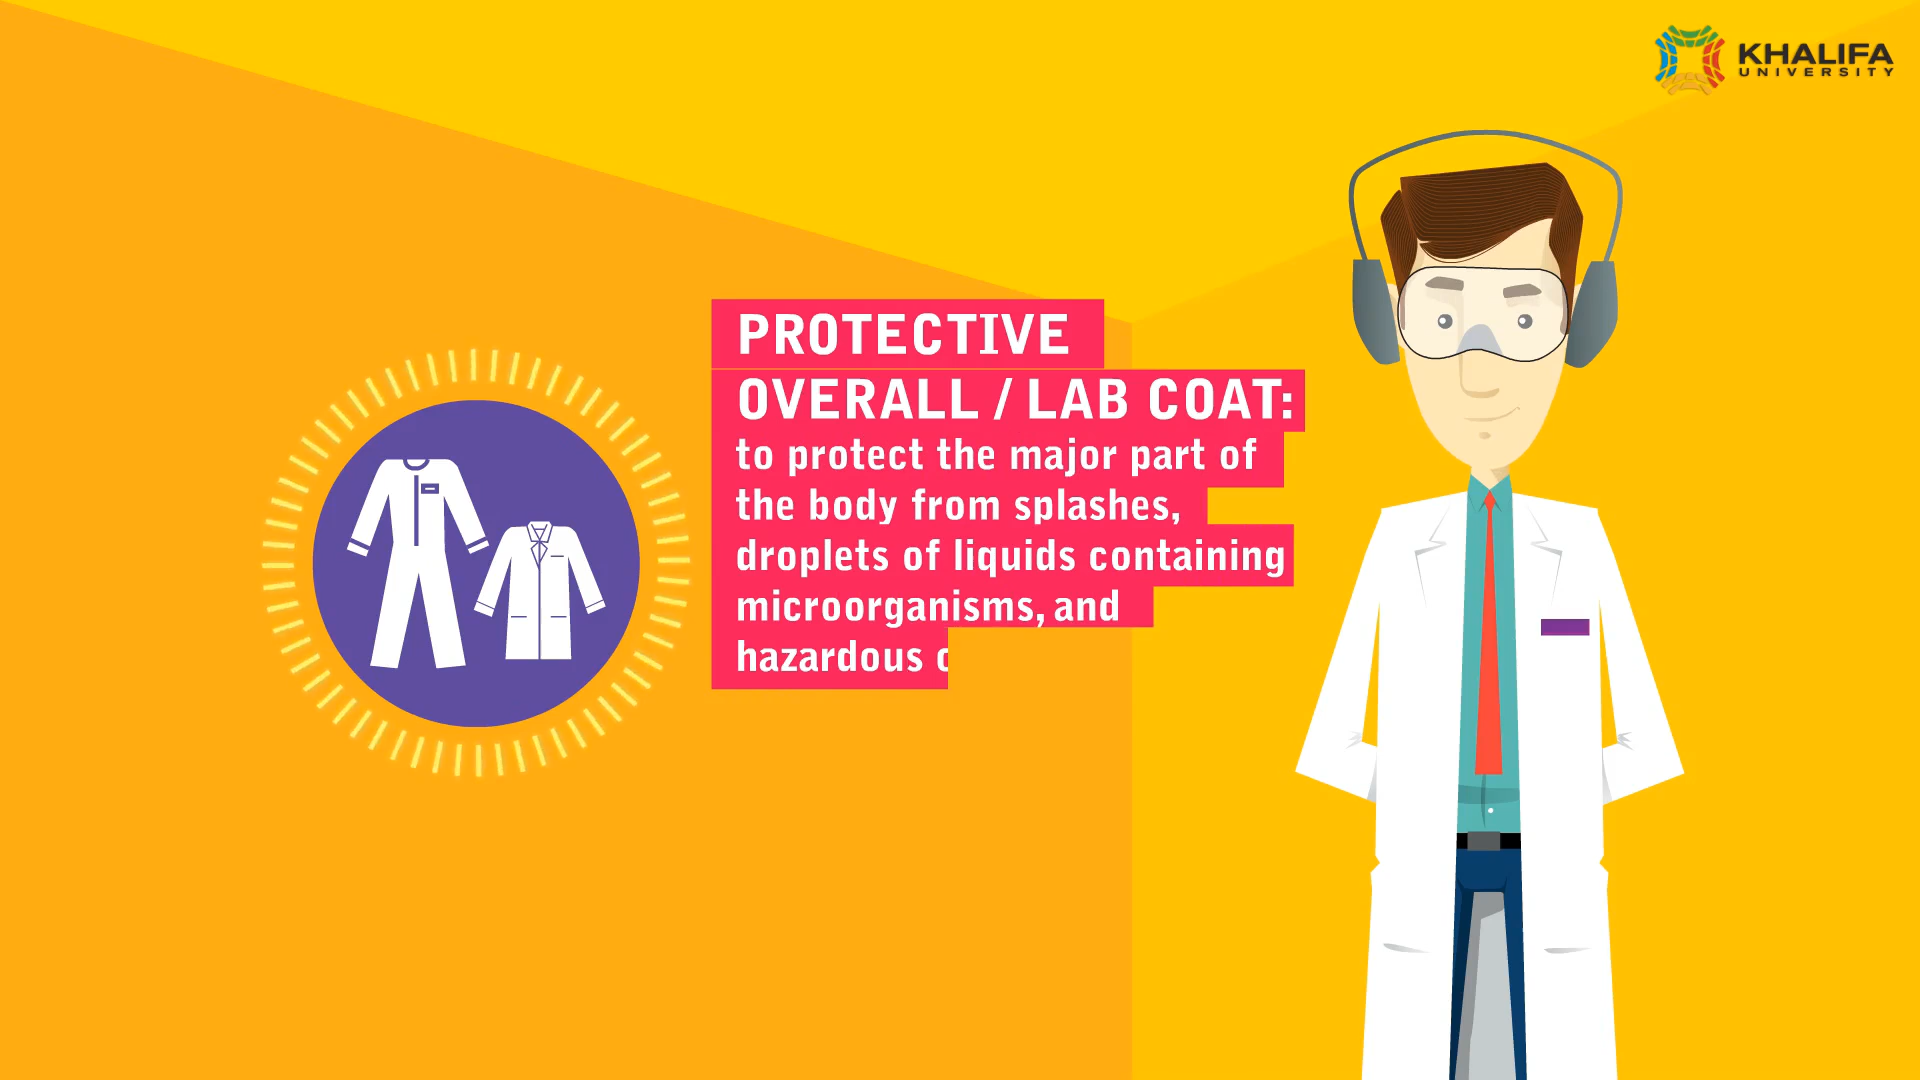 KHALIFA
UNIVERSITY
PROTECTIVE
OVERALL / LAB COAT:
to protect the major part of
the body from splashes,
droplets of liquids containing
microorganisms, and
hazardous